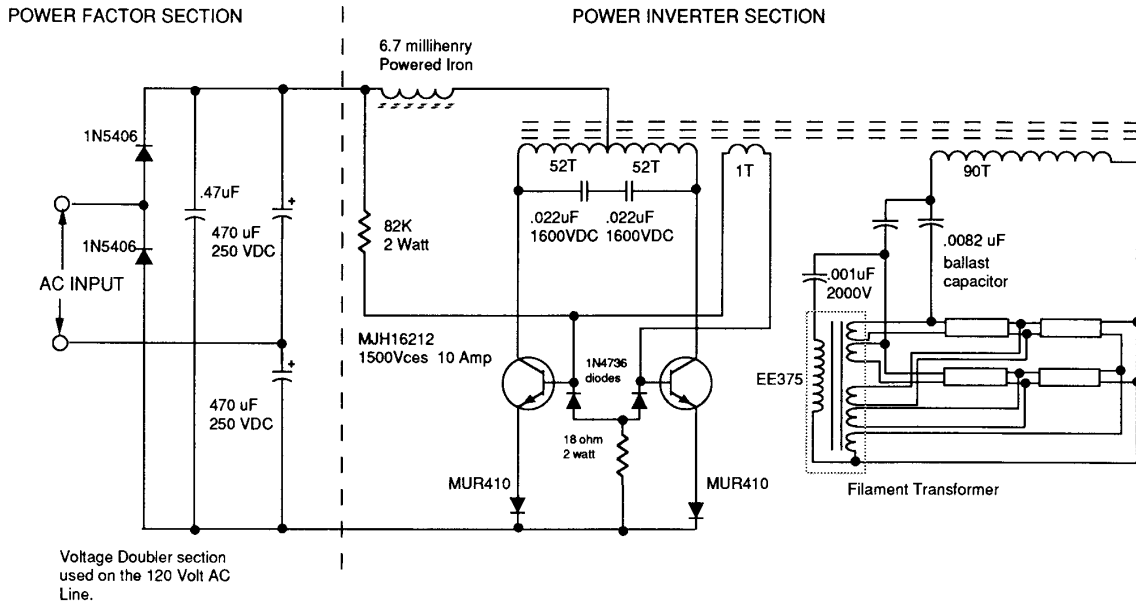 POWER FACTOR SECTION
POWER INVERTER SECTION
6.7 millihenry
Powered Iron
1N5406
52T
52T
1T
90T
.47uF
.022uF
1600VDC
.022uF
1600VDC
82K
2 Watt
470 uF
250 VDC
.0082 uF
ballast
capacitor
1N5406
.001uF
2000V
AC INPUT
MJH16212
1500Vces 10 Amp
1N4736
diodes
EE375
470 uF
250 VDC
18 ohm
2 watt
MUR410
MUR410
Filament Transformer
Voltage Doubler section
used on the 120 Volt AC
Line.
+
+